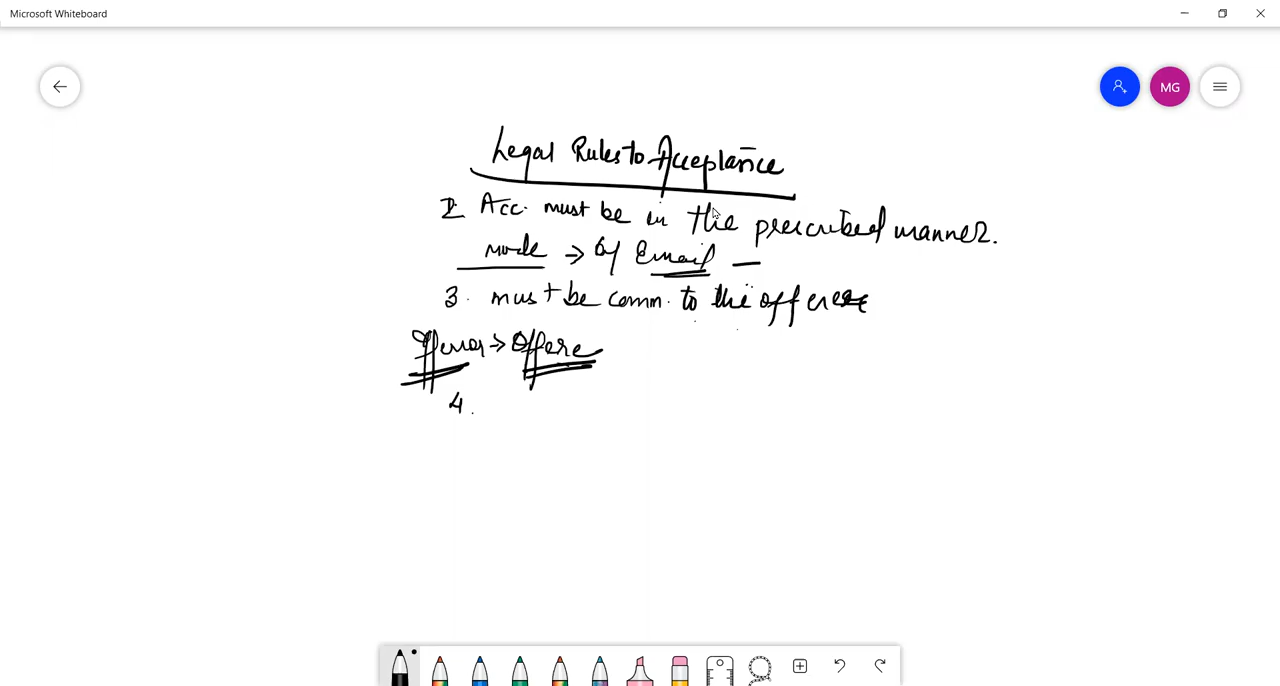 Microsoft Whiteboard
MG
Legal Rules to Acceptance
2. Acc. must be in the prescribed manner.
mode → by Email —
3. must be comm. to the offeree
Offeror → Offere
4.